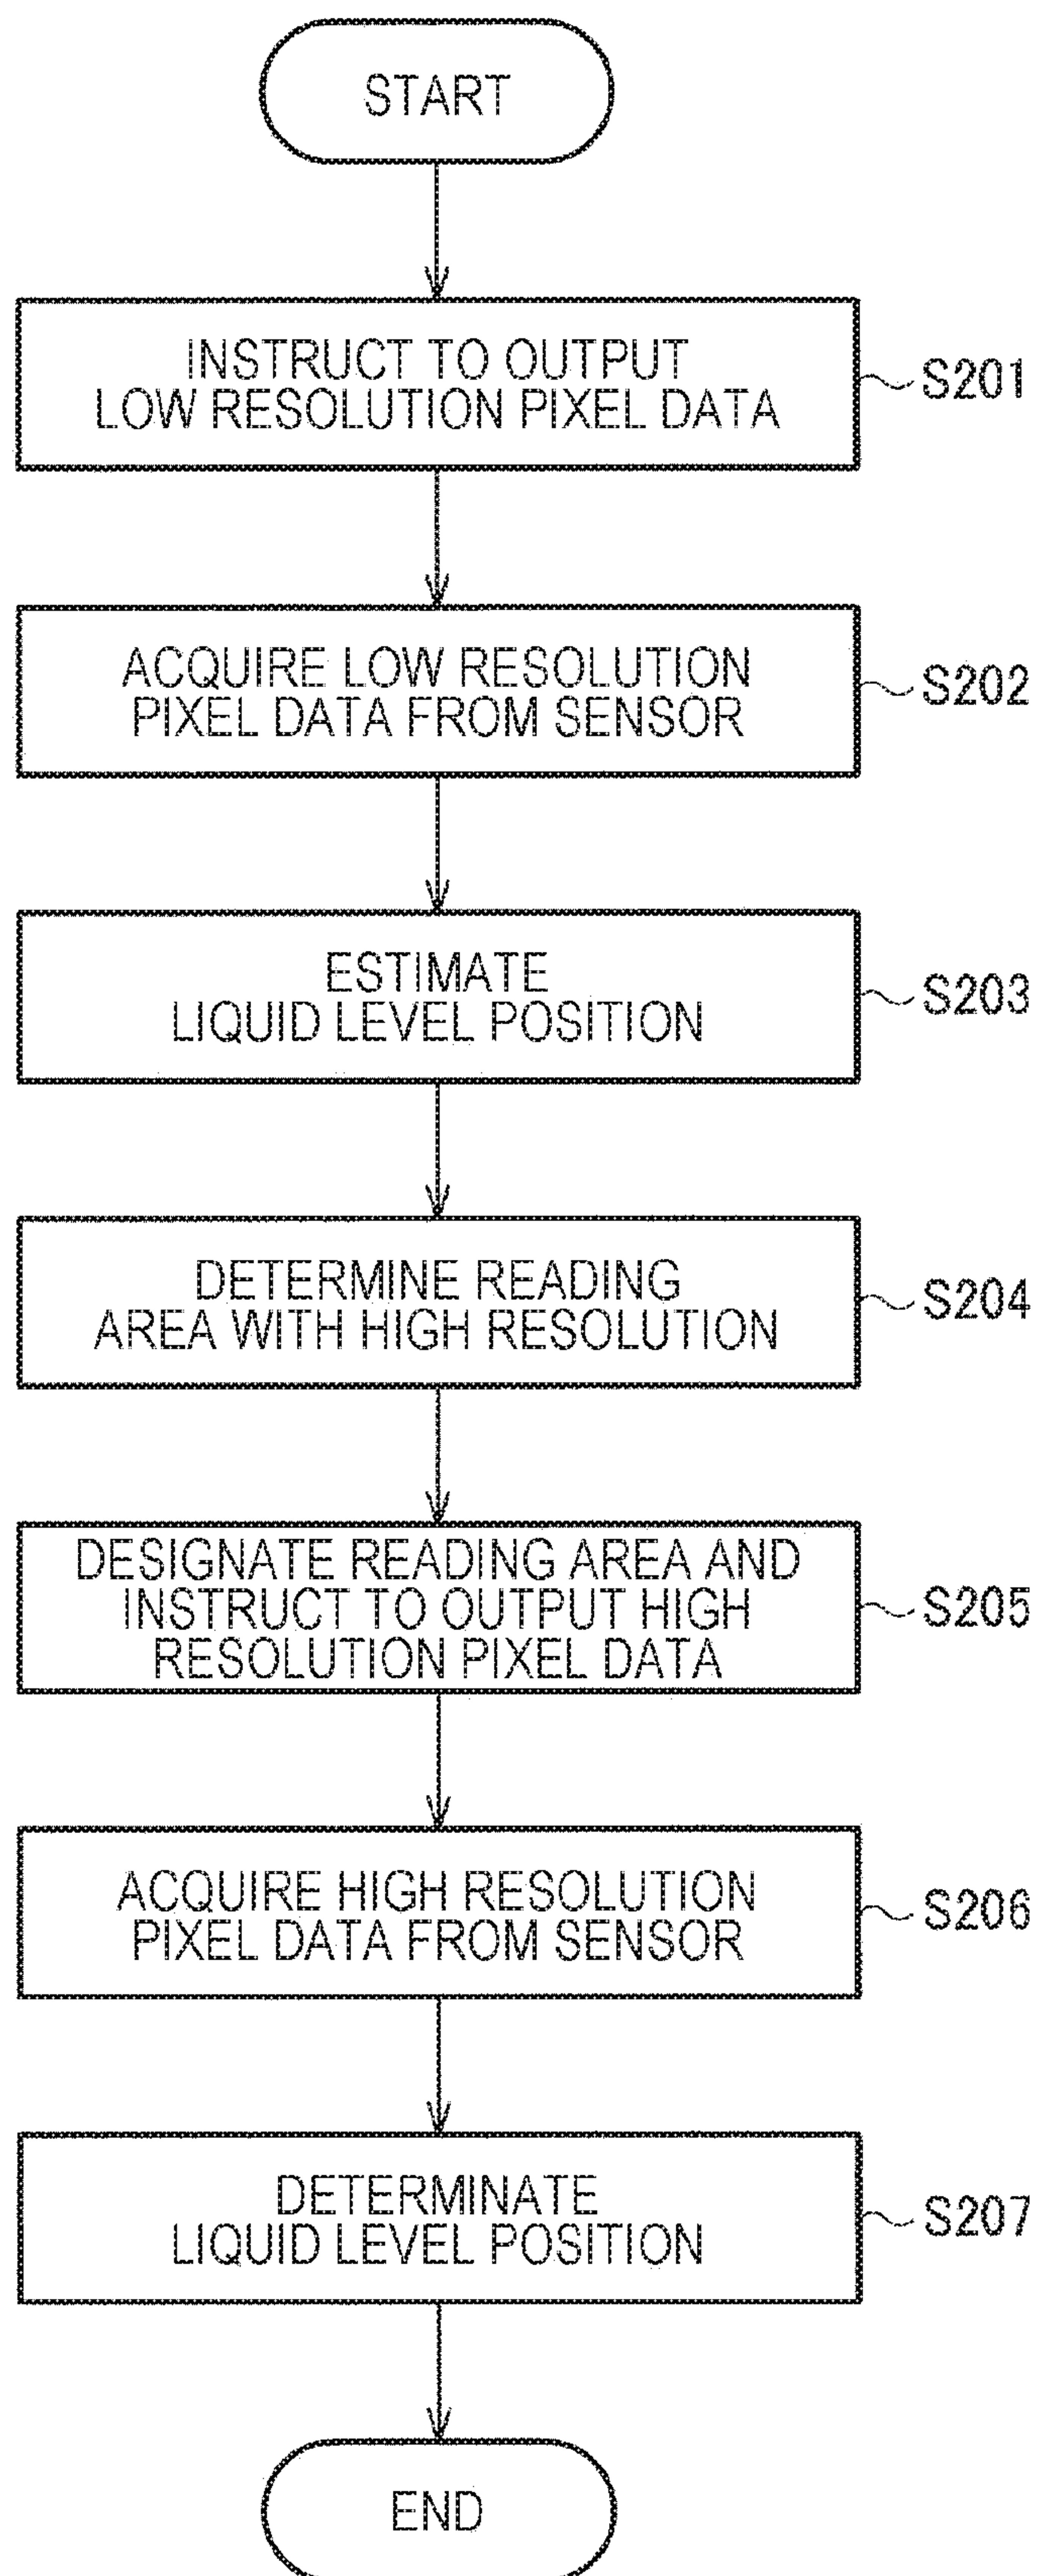 START
INSTRUCT TO OUTPUT
LOW RESOLUTION PIXEL DATA
S201
ACQUIRE LOW RESOLUTION
PIXEL DATA FROM SENSOR
S202
ESTIMATE
LIQUID LEVEL POSITION
S203
DETERMINE READING
AREA WITH HIGH RESOLUTION
S204
DESIGNATE READING AREA AND
INSTRUCT TO OUTPUT HIGH
RESOLUTION PIXEL DATA
S205
ACQUIRE HIGH RESOLUTION
PIXEL DATA FROM SENSOR
S206
DETERMINATE
LIQUID LEVEL POSITION
S207
END